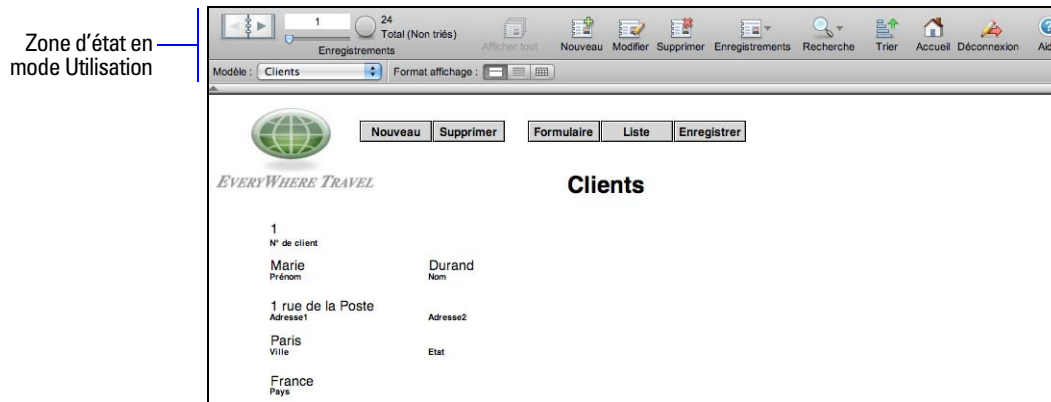 Zone d'état en
mode Utilisation
1
24
Total (Non triés)
Enregistrements
Afficher tout
Nouveau Modifier Supprimer Enregistrements Recherche Trier Accueil Déconnexion
Modèle : Clients Format affichage :
Nouveau Supprimer Formulaire Liste Enregistrer
EVERYWHERE TRAVEL
Clients
1
N° de client
Marie Durand
Prénom Nom
1 rue de la Poste
Adresse1 Adresse2
Paris
Ville Etat
France
Pays